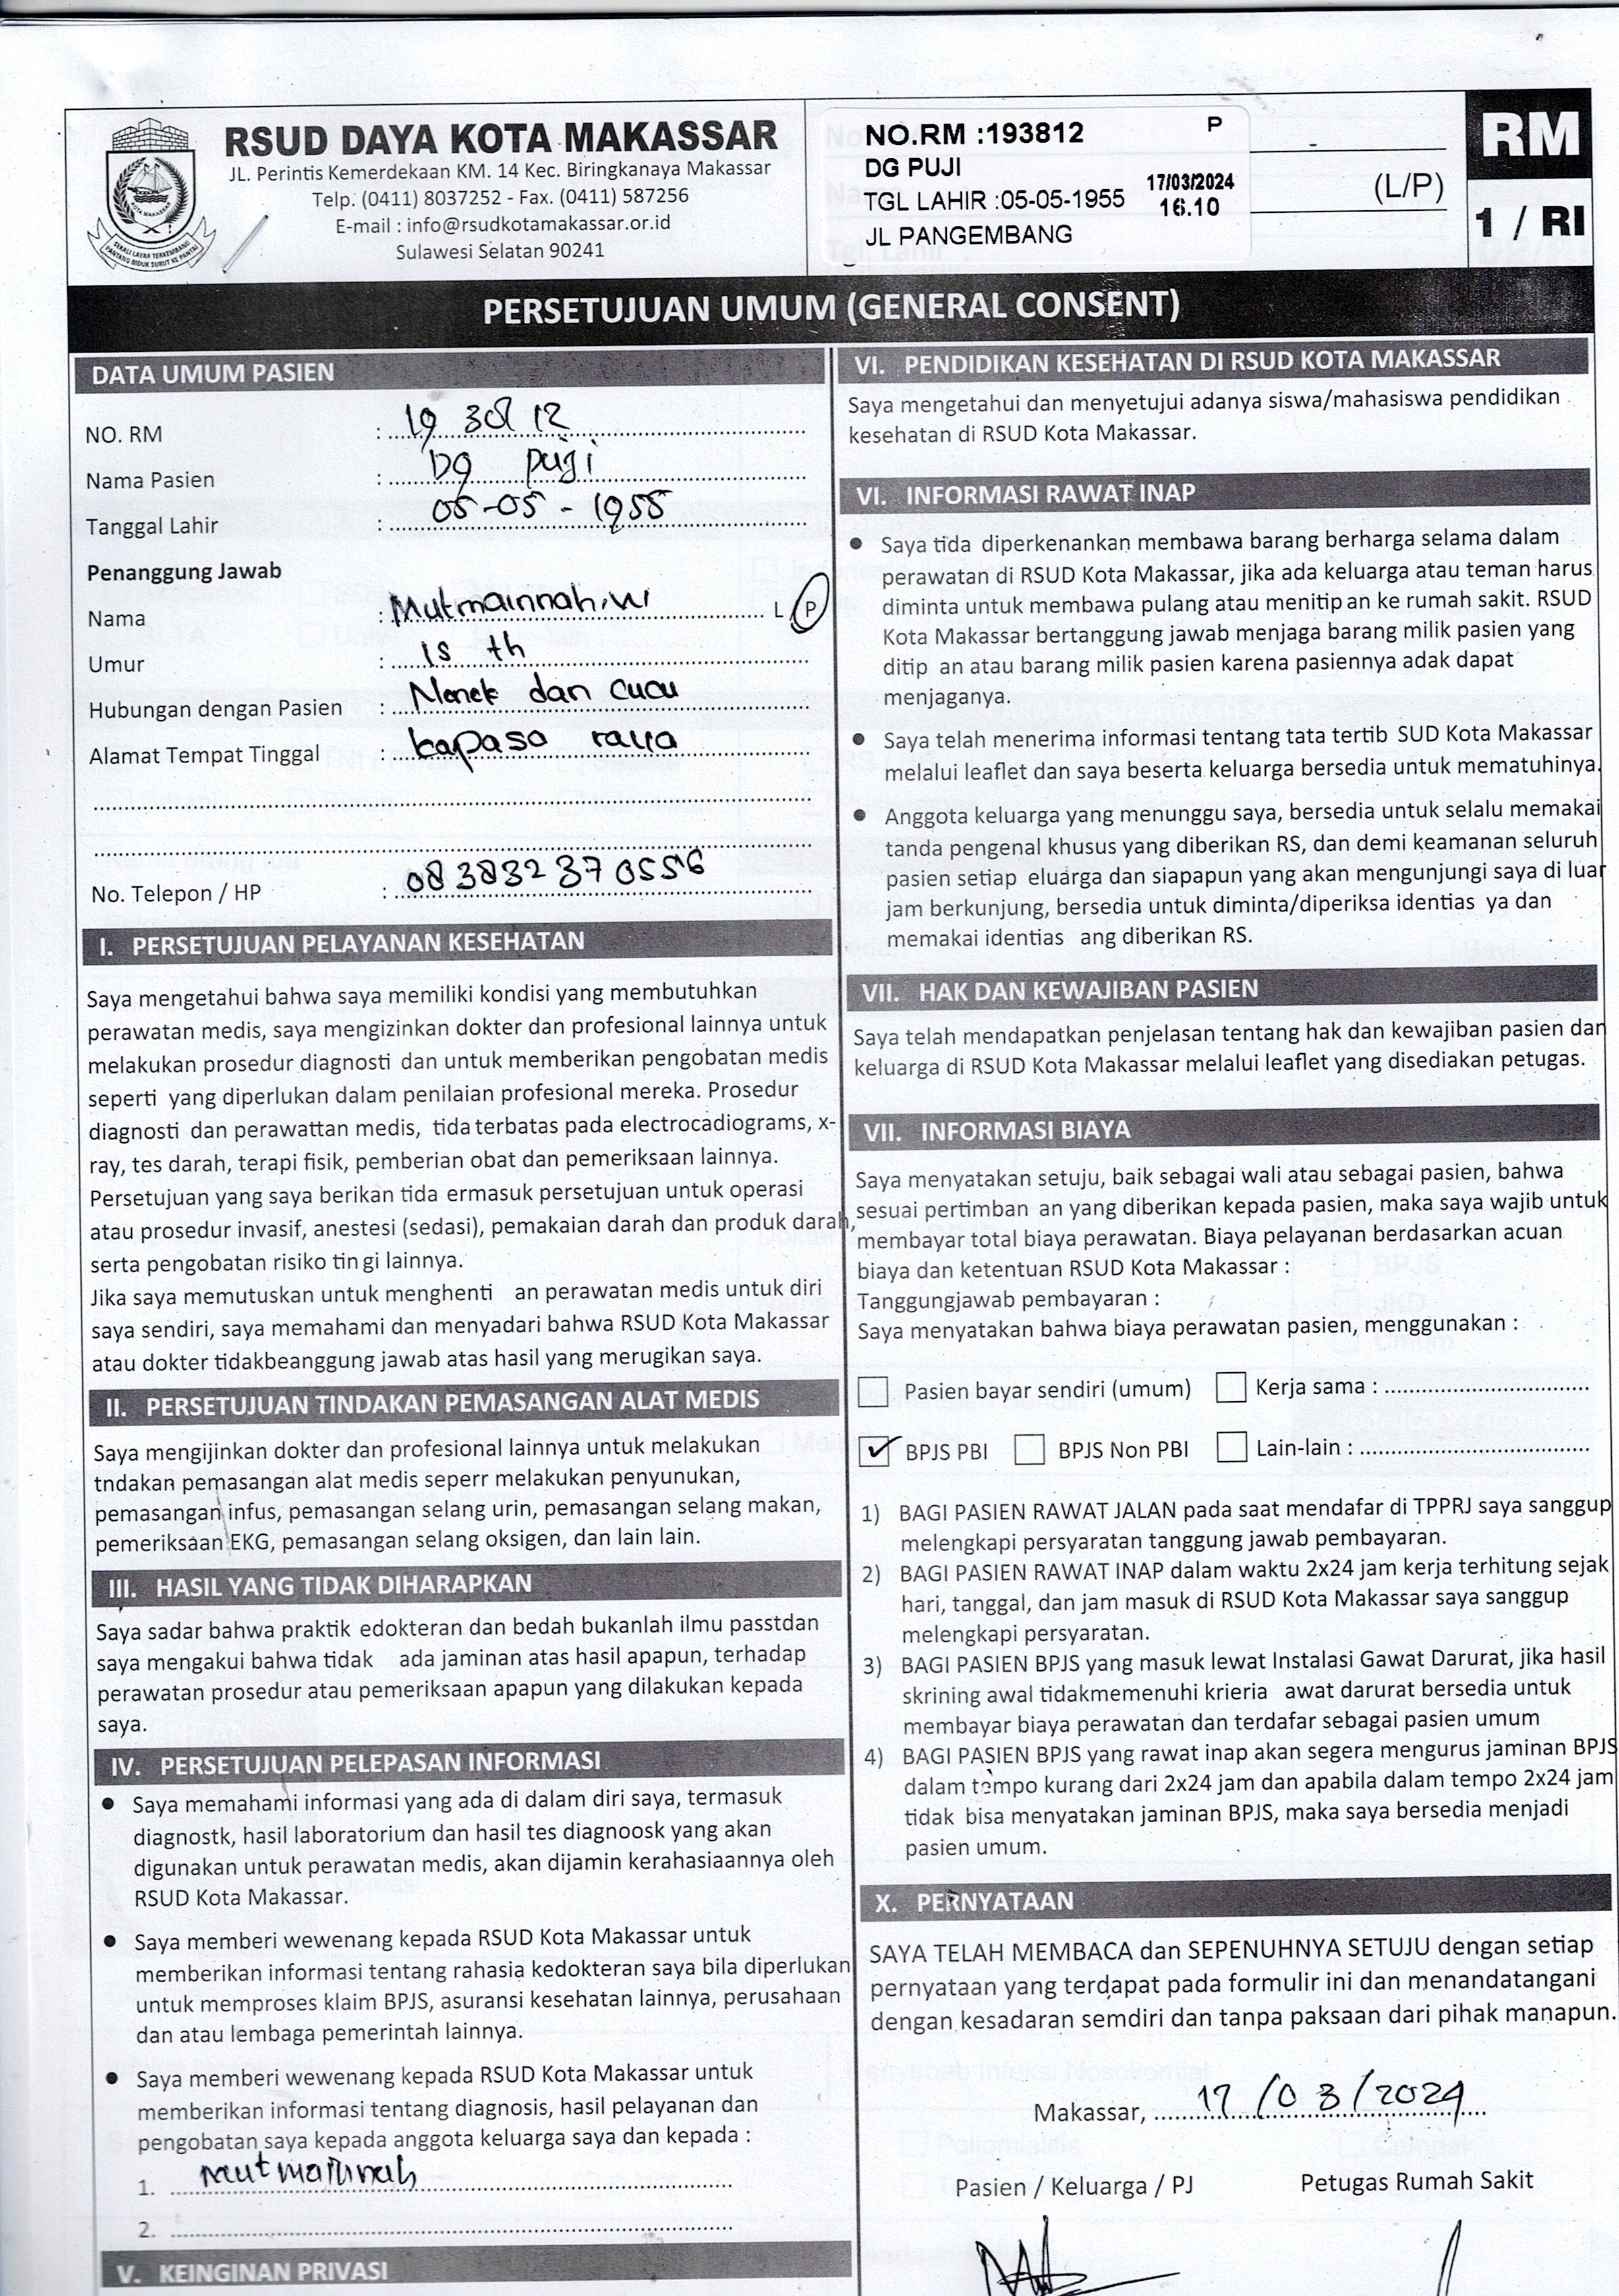 RSUD DAYA KOTA MAKASSAR
JL. Perintis Kemerdekaan KM. 14 Kec. Biringkanaya Makassar
Telp. (0411) 8037252 - Fax. (0411) 587256
E-mail : info@rsudkotamakassar.or.id
Sulawesi Selatan 90241
NO.RM :193812 P
DG PUJI
TGL LAHIR :05-05-1955 17/03/2024
16.10
JL PANGEMBANG
(L/P)
RM
1 / RI
PERSETUJUAN UMUM (GENERAL CONSENT)
DATA UMUM PASIEN
NO. RM : 19 38 12
Nama Pasien : Dg puji
Tanggal Lahir : 05-05-1955
Penanggung Jawab
Nama : Mutmainnah L P
Umur : 15 th
Hubungan dengan Pasien : Nenek dan cucu
Alamat Tempat Tinggal : kapasa raya
No. Telepon / HP : 083832370556
I. PERSETUJUAN PELAYANAN KESEHATAN
Saya mengetahui bahwa saya memiliki kondisi yang membutuhkan
perawatan medis, saya mengizinkan dokter dan profesional lainnya untuk
melakukan prosedur diagnosti dan untuk memberikan pengobatan medis
seperti yang diperlukan dalam penilaian profesional mereka. Prosedur
diagnosti dan perawattan medis, tida terbatas pada electrocadiograms, x-
ray, tes darah, terapi fisik, pemberian obat dan pemeriksaan lainnya.
Persetujuan yang saya berikan tida ermasuk persetujuan untuk operasi
atau prosedur invasif, anestesi (sedasi), pemakaian darah dan produk darah,
serta pengobatan risiko tin gi lainnya.
Jika saya memutuskan untuk menghenti an perawatan medis untuk diri
saya sendiri, saya memahami dan menyadari bahwa RSUD Kota Makassar
atau dokter tidakbeanggung jawab atas hasil yang merugikan saya.
II. PERSETUJUAN TINDAKAN PEMASANGAN ALAT MEDIS
Saya mengijinkan dokter dan profesional lainnya untuk melakukan
tndakan pemasangan alat medis seperr melakukan penyunukan,
pemasangan infus, pemasangan selang urin, pemasangan selang makan,
pemeriksaan EKG, pemasangan selang oksigen, dan lain lain.
III. HASIL YANG TIDAK DIHARAPKAN
Saya sadar bahwa praktik edokteran dan bedah bukanlah ilmu passtdan
saya mengakui bahwa tidak ada jaminan atas hasil apapun, terhadap
perawatan prosedur atau pemeriksaan apapun yang dilakukan kepada
saya.
IV. PERSETUJUAN PELEPASAN INFORMASI
● Saya memahami informasi yang ada di dalam diri saya, termasuk
diagnostk, hasil laboratorium dan hasil tes diagnoosk yang akan
digunakan untuk perawatan medis, akan dijamin kerahasiaannya oleh
RSUD Kota Makassar.
● Saya memberi wewenang kepada RSUD Kota Makassar untuk
memberikan informasi tentang rahasia kedokteran saya bila diperlukan
untuk memproses klaim BPJS, asuransi kesehatan lainnya, perusahaan
dan atau lembaga pemerintah lainnya.
● Saya memberi wewenang kepada RSUD Kota Makassar untuk
memberikan informasi tentang diagnosis, hasil pelayanan dan
pengobatan saya kepada anggota keluarga saya dan kepada :
1. Mutmainnah
2.
V. KEINGINAN PRIVASI
VI. PENDIDIKAN KESEHATAN DI RSUD KOTA MAKASSAR
Saya mengetahui dan menyetujui adanya siswa/mahasiswa pendidikan
kesehatan di RSUD Kota Makassar.
VI. INFORMASI RAWAT INAP
● Saya tida diperkenankan membawa barang berharga selama dalam
perawatan di RSUD Kota Makassar, jika ada keluarga atau teman harus
diminta untuk membawa pulang atau menitip an ke rumah sakit. RSUD
Kota Makassar bertanggung jawab menjaga barang milik pasien yang
ditip an atau barang milik pasien karena pasiennya adak dapat
menjaganya.
● Saya telah menerima informasi tentang tata tertib SUD Kota Makassar
melalui leaflet dan saya beserta keluarga bersedia untuk mematuhinya.
● Anggota keluarga yang menunggu saya, bersedia untuk selalu memakai
tanda pengenal khusus yang diberikan RS, dan demi keamanan seluruh
pasien setiap eluarga dan siapapun yang akan mengunjungi saya di luar
jam berkunjung, bersedia untuk diminta/diperiksa identias ya dan
memakai identias ang diberikan RS.
VII. HAK DAN KEWAJIBAN PASIEN
Saya telah mendapatkan penjelasan tentang hak dan kewajiban pasien dan
keluarga di RSUD Kota Makassar melalui leaflet yang disediakan petugas.
VII. INFORMASI BIAYA
Saya menyatakan setuju, baik sebagai wali atau sebagai pasien, bahwa
sesuai pertimban an yang diberikan kepada pasien, maka saya wajib untuk
membayar total biaya perawatan. Biaya pelayanan berdasarkan acuan
biaya dan ketentuan RSUD Kota Makassar :
Tanggungjawab pembayaran :
Saya menyatakan bahwa biaya perawatan pasien, menggunakan :
☐ Pasien bayar sendiri (umum) ☐ Kerja sama :
☑ BPJS PBI ☐ BPJS Non PBI ☐ Lain-lain :
1) BAGI PASIEN RAWAT JALAN pada saat mendafar di TPPRJ saya sanggup
melengkapi persyaratan tanggung jawab pembayaran.
2) BAGI PASIEN RAWAT INAP dalam waktu 2x24 jam kerja terhitung sejak
hari, tanggal, dan jam masuk di RSUD Kota Makassar saya sanggup
melengkapi persyaratan.
3) BAGI PASIEN BPJS yang masuk lewat Instalasi Gawat Darurat, jika hasil
skrining awal tidakmemenuhi krieria awat darurat bersedia untuk
membayar biaya perawatan dan terdafar sebagai pasien umum
4) BAGI PASIEN BPJS yang rawat inap akan segera mengurus jaminan BPJS
dalam tempo kurang dari 2x24 jam dan apabila dalam tempo 2x24 jam
tidak bisa menyatakan jaminan BPJS, maka saya bersedia menjadi
pasien umum.
X. PERNYATAAN
SAYA TELAH MEMBACA dan SEPENUHNYA SETUJU dengan setiap
pernyataan yang terdapat pada formulir ini dan menandatangani
dengan kesadaran semdiri dan tanpa paksaan dari pihak manapun.
Makassar, 17/03/2024
Pasien / Keluarga / PJ Petugas Rumah Sakit